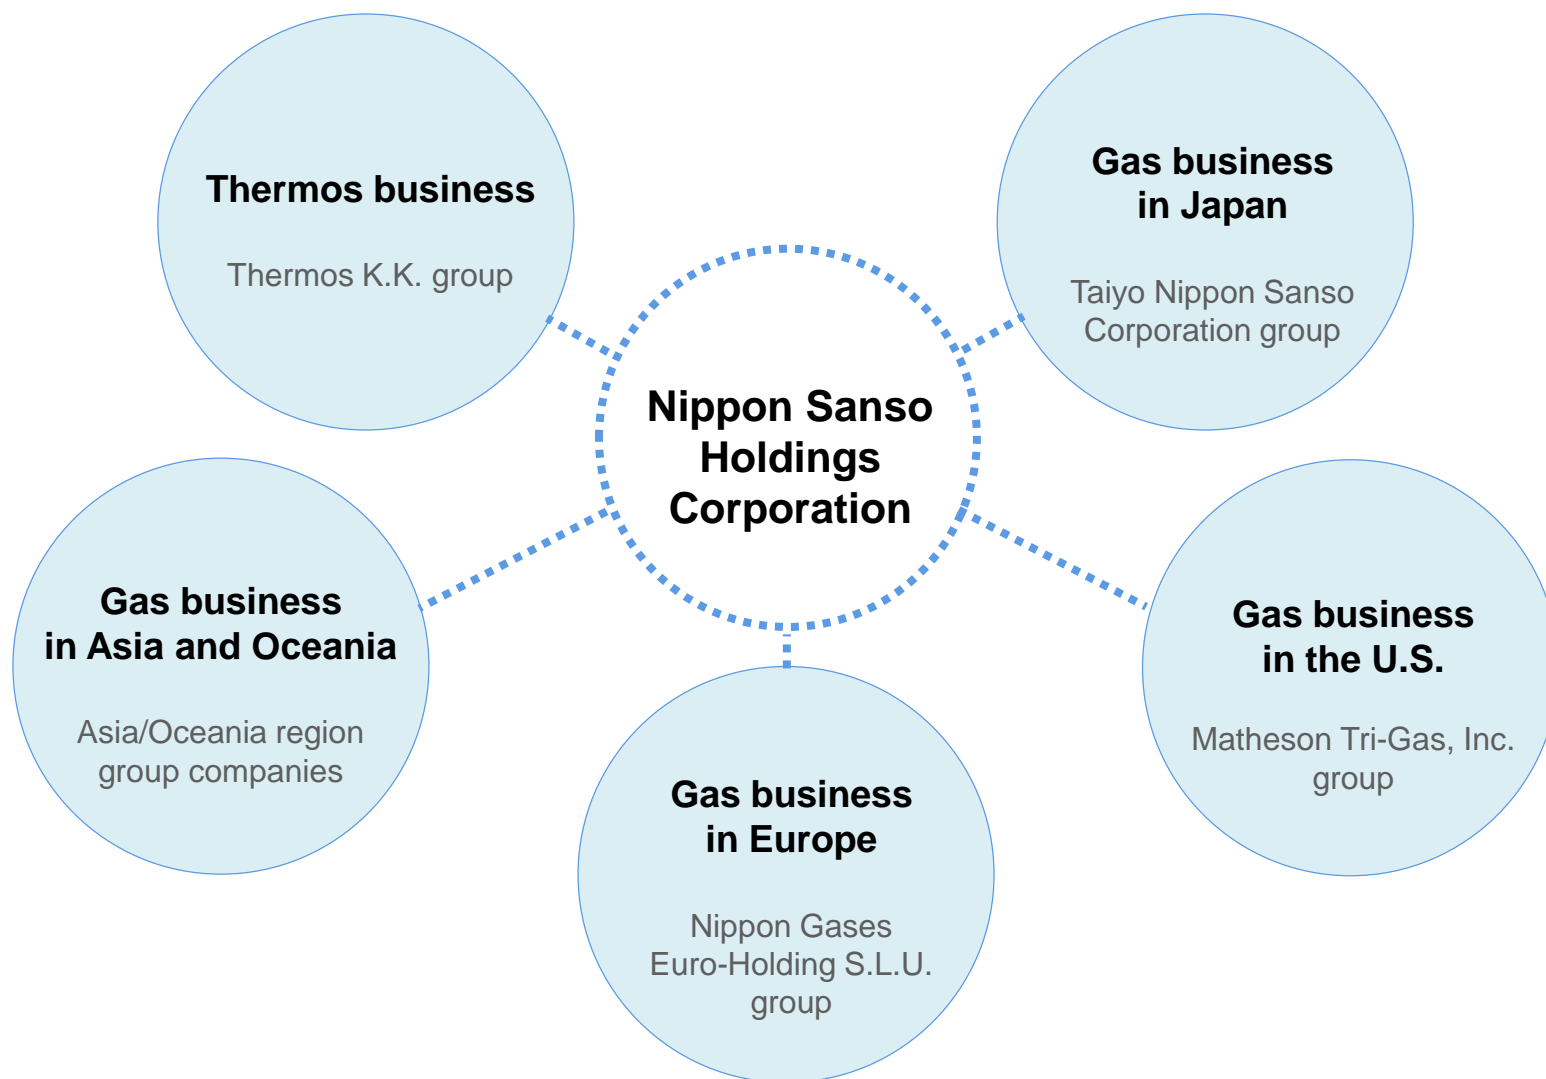 Thermos business
Thermos K.K. group
Gas business
in Japan
Taiyo Nippon Sanso
Corporation group
Nippon Sanso
Holdings
Corporation
Gas business
in Asia and Oceania
Asia/Oceania region
group companies
Gas business
in the U.S.
Matheson Tri-Gas, Inc.
group
Gas business
in Europe
Nippon Gases
Euro-Holding S.L.U.
group